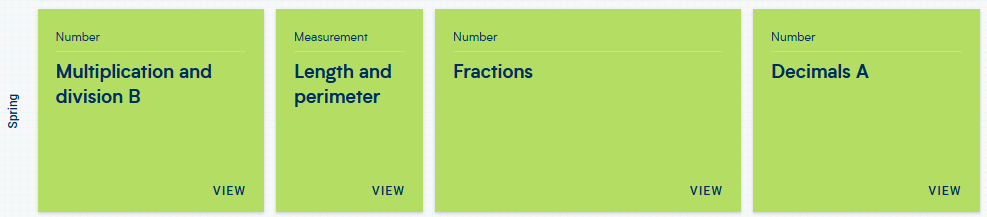 Spring
Number
Multiplication and
division B
VIEW
Measurement
Length and
perimeter
VIEW
Number
Fractions
VIEW
Number
Decimals A
VIEW